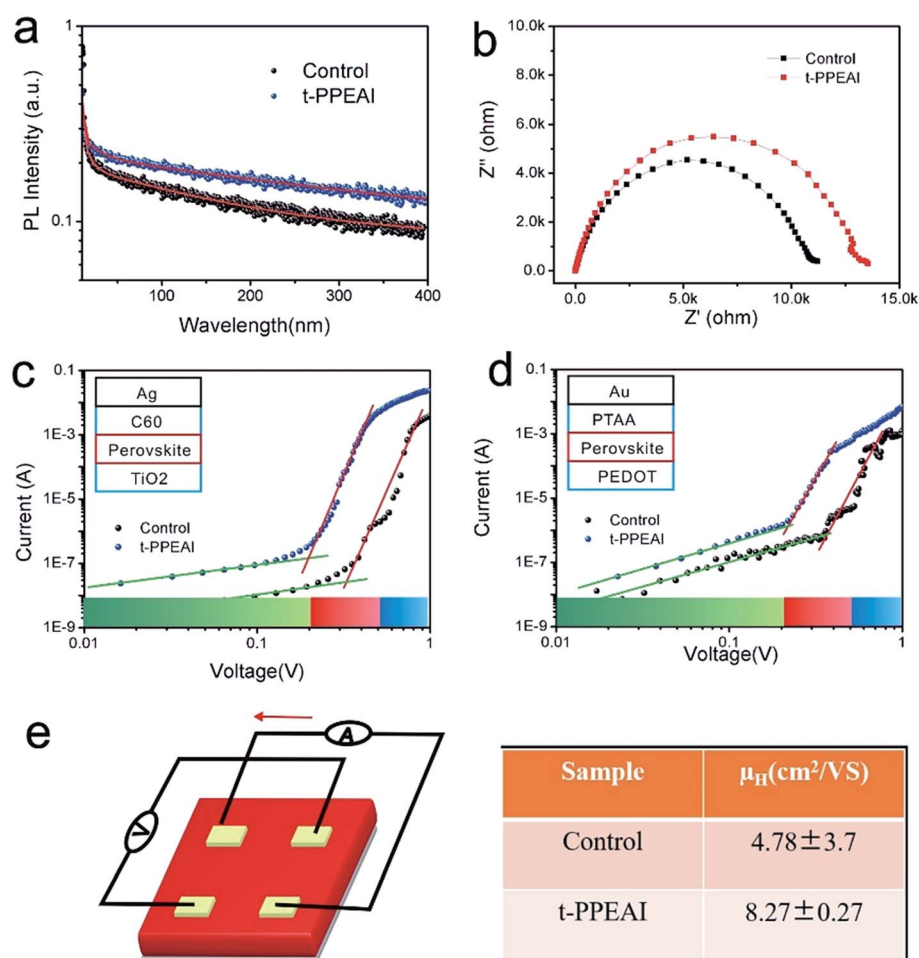 a
1
0.1
PL Intensity (a.u.)
Control
t-PPEAI
100
200
300
400
Wavelength(nm)
b
10.0k
8.0k
6.0k
4.0k
2.0k
0.0
Z'' (ohm)
Control
t-PPEAI
0.0
5.0k
10.0k
15.0k
Z' (ohm)
c
0.1
1E-3
1E-5
1E-7
1E-9
Current (A)
Ag
C60
Perovskite
TiO2
Control
t-PPEAI
0.01
0.1
1
Voltage(V)
d
0.1
1E-3
1E-5
1E-7
1E-9
Current (A)
Au
PTAA
Perovskite
PEDOT
Control
t-PPEAI
0.01
0.1
1
Voltage(V)
e
A
V
Sample μH(cm²/VS)
Control 4.78±3.7
t-PPEAI 8.27±0.27